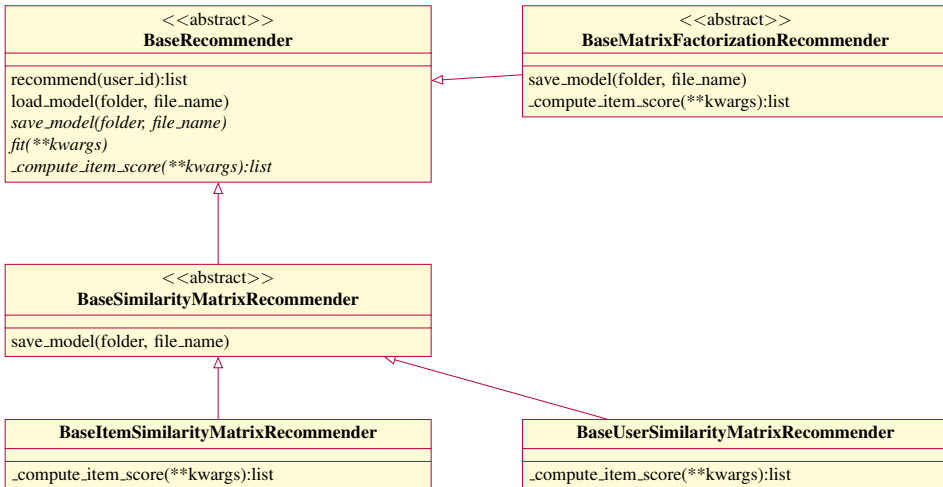 <<abstract>>
BaseRecommender
recommend(user_id):list
load_model(folder, file_name)
save_model(folder, file_name)
fit(**kwargs)
_compute_item_score(**kwargs):list
<<abstract>>
BaseMatrixFactorizationRecommender
save_model(folder, file_name)
_compute_item_score(**kwargs):list
<<abstract>>
BaseSimilarityMatrixRecommender
save_model(folder, file_name)
BaseItemSimilarityMatrixRecommender
_compute_item_score(**kwargs):list
BaseUserSimilarityMatrixRecommender
_compute_item_score(**kwargs):list